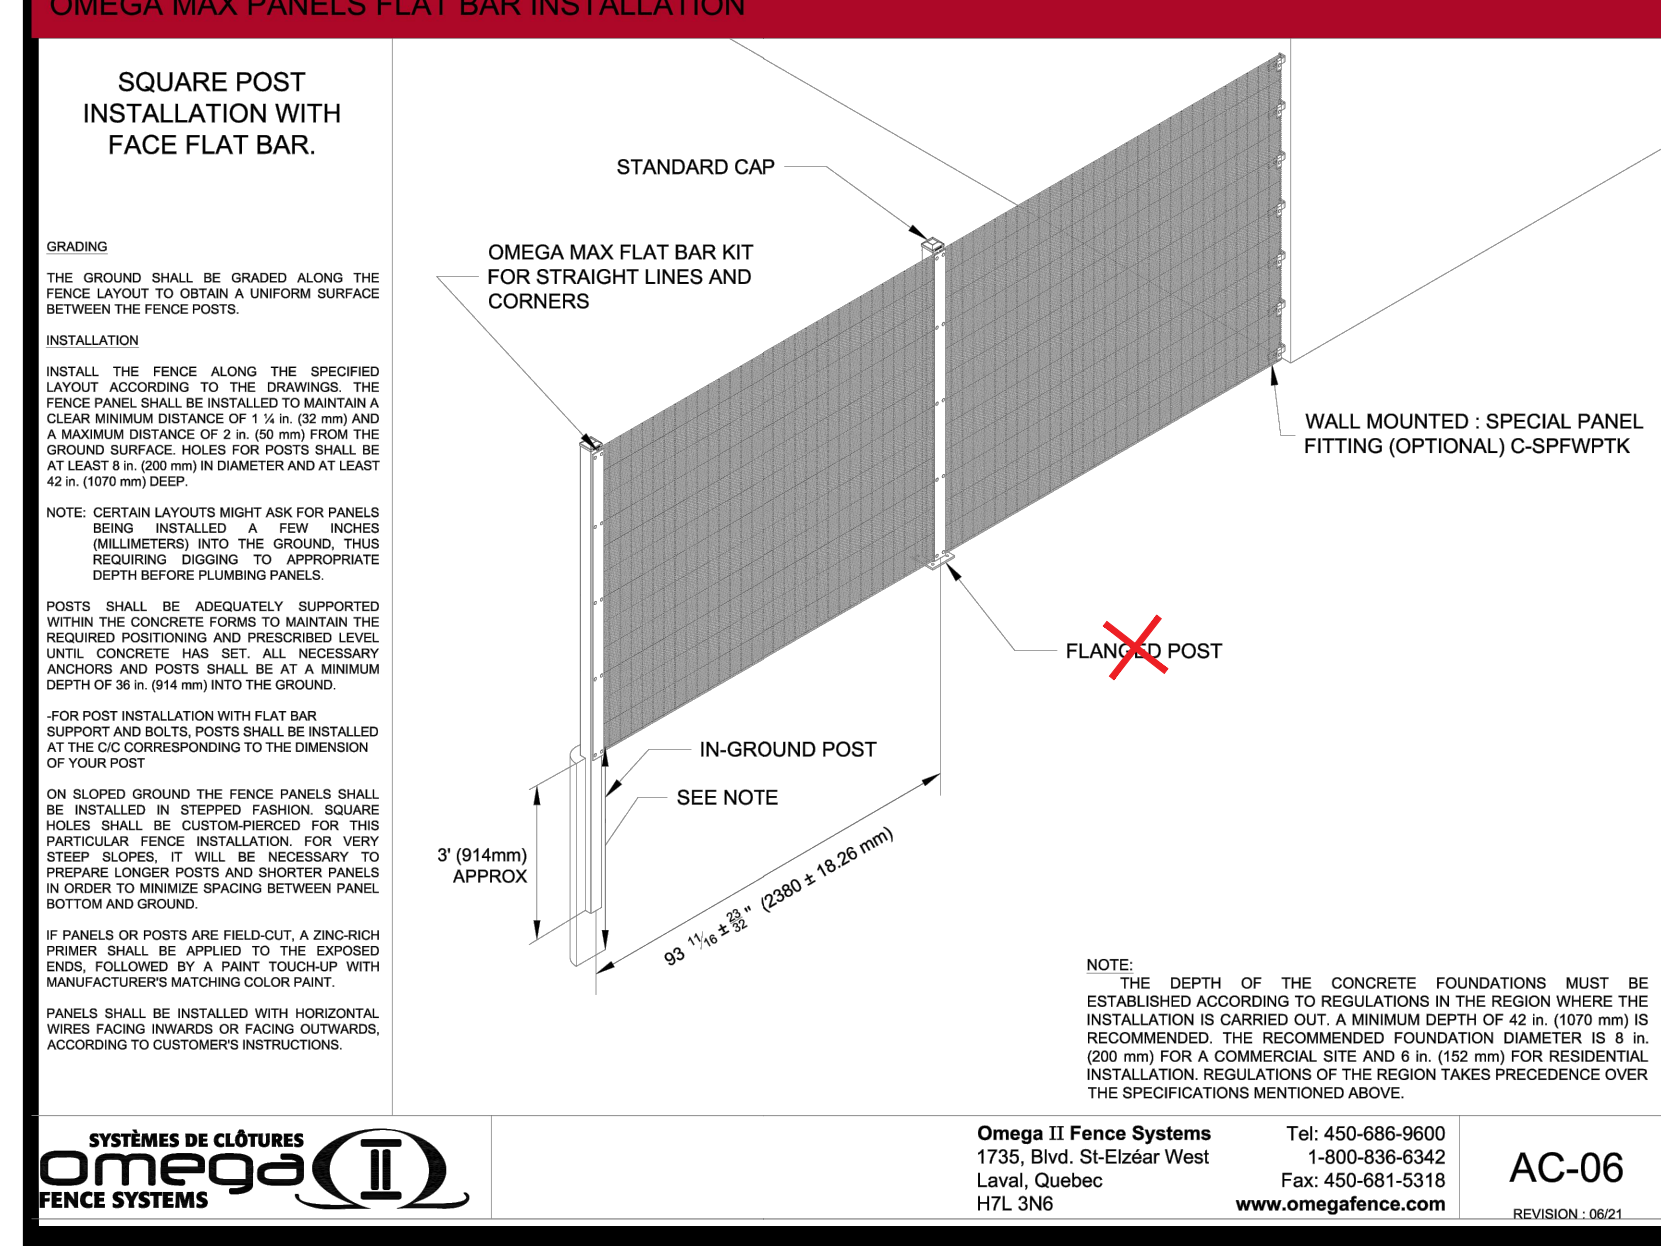 OMEGA MAX PANELS FLAT BAR INSTALLATION
SQUARE POST
INSTALLATION WITH
FACE FLAT BAR.
GRADING
THE GROUND SHALL BE GRADED ALONG THE
FENCE LAYOUT TO OBTAIN A UNIFORM SURFACE
BETWEEN THE FENCE POSTS.
INSTALLATION
INSTALL THE FENCE ALONG THE SPECIFIED
LAYOUT ACCORDING TO THE DRAWINGS. THE
FENCE PANEL SHALL BE INSTALLED TO MAINTAIN A
CLEAR MINIMUM DISTANCE OF 1 ¼ in. (32 mm) AND
A MAXIMUM DISTANCE OF 2 in. (50 mm) FROM THE
GROUND SURFACE. HOLES FOR POSTS SHALL BE
AT LEAST 8 in. (200 mm) IN DIAMETER AND AT LEAST
42 in. (1070 mm) DEEP.
NOTE: CERTAIN LAYOUTS MIGHT ASK FOR PANELS
BEING INSTALLED A FEW INCHES
(MILLIMETERS) INTO THE GROUND, THUS
REQUIRING DIGGING TO APPROPRIATE
DEPTH BEFORE PLUMBING PANELS.
POSTS SHALL BE ADEQUATELY SUPPORTED
WITHIN THE CONCRETE FORMS TO MAINTAIN THE
REQUIRED POSITIONING AND PRESCRIBED LEVEL
UNTIL CONCRETE HAS SET. ALL NECESSARY
ANCHORS AND POSTS SHALL BE AT A MINIMUM
DEPTH OF 36 in. (914 mm) INTO THE GROUND.
-FOR POST INSTALLATION WITH FLAT BAR
SUPPORT AND BOLTS, POSTS SHALL BE INSTALLED
AT THE C/C CORRESPONDING TO THE DIMENSION
OF YOUR POST
ON SLOPED GROUND THE FENCE PANELS SHALL
BE INSTALLED IN STEPPED FASHION. SQUARE
HOLES SHALL BE CUSTOM-PIERCED FOR THIS
PARTICULAR FENCE INSTALLATION. FOR VERY
STEEP SLOPES, IT WILL BE NECESSARY TO
PREPARE LONGER POSTS AND SHORTER PANELS
IN ORDER TO MINIMIZE SPACING BETWEEN PANEL
BOTTOM AND GROUND.
IF PANELS OR POSTS ARE FIELD-CUT, A ZINC-RICH
PRIMER SHALL BE APPLIED TO THE EXPOSED
ENDS, FOLLOWED BY A PAINT TOUCH-UP WITH
MANUFACTURER'S MATCHING COLOR PAINT.
PANELS SHALL BE INSTALLED WITH HORIZONTAL
WIRES FACING INWARDS OR FACING OUTWARDS,
ACCORDING TO CUSTOMER'S INSTRUCTIONS.
STANDARD CAP
OMEGA MAX FLAT BAR KIT
FOR STRAIGHT LINES AND
CORNERS
WALL MOUNTED : SPECIAL PANEL
FITTING (OPTIONAL) C-SPFWPTK
FLANGED POST
IN-GROUND POST
SEE NOTE
3' (914mm)
APPROX
93 11/16 ± 23/32" (2380 ± 18.26 mm)
NOTE:
THE DEPTH OF THE CONCRETE FOUNDATIONS MUST BE
ESTABLISHED ACCORDING TO REGULATIONS IN THE REGION WHERE THE
INSTALLATION IS CARRIED OUT. A MINIMUM DEPTH OF 42 in. (1070 mm) IS
RECOMMENDED. THE RECOMMENDED FOUNDATION DIAMETER IS 8 in.
(200 mm) FOR A COMMERCIAL SITE AND 6 in. (152 mm) FOR RESIDENTIAL
INSTALLATION. REGULATIONS OF THE REGION TAKES PRECEDENCE OVER
THE SPECIFICATIONS MENTIONED ABOVE.
SYSTÈMES DE CLÔTURES
omega II
FENCE SYSTEMS
Omega II Fence Systems
1735, Blvd. St-Elzéar West
Laval, Quebec
H7L 3N6
Tel: 450-686-9600
1-800-836-6342
Fax: 450-681-5318
www.omegafence.com
AC-06
REVISION : 06/21